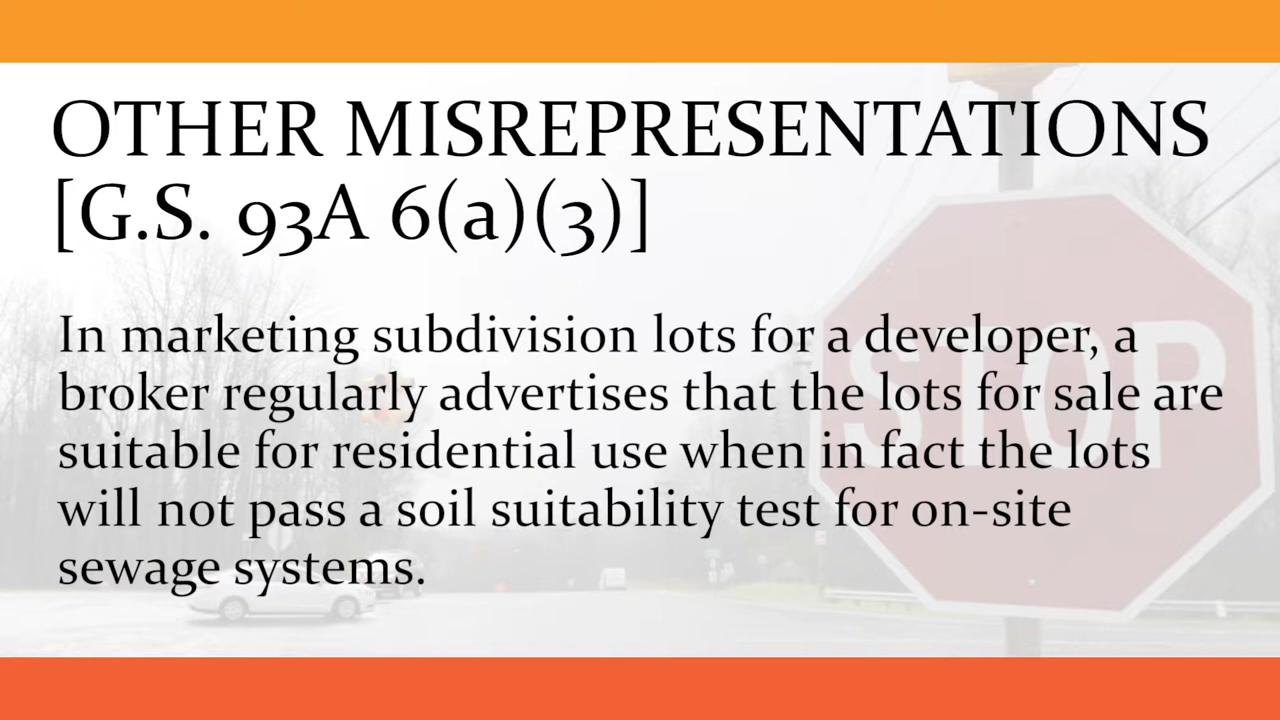 OTHER MISREPRESENTATIONS
[G.S. 93A 6(a)(3)]
In marketing subdivision lots for a developer, a
broker regularly advertises that the lots for sale are
suitable for residential use when in fact the lots
will not pass a soil suitability test for on-site
sewage systems.
STOP